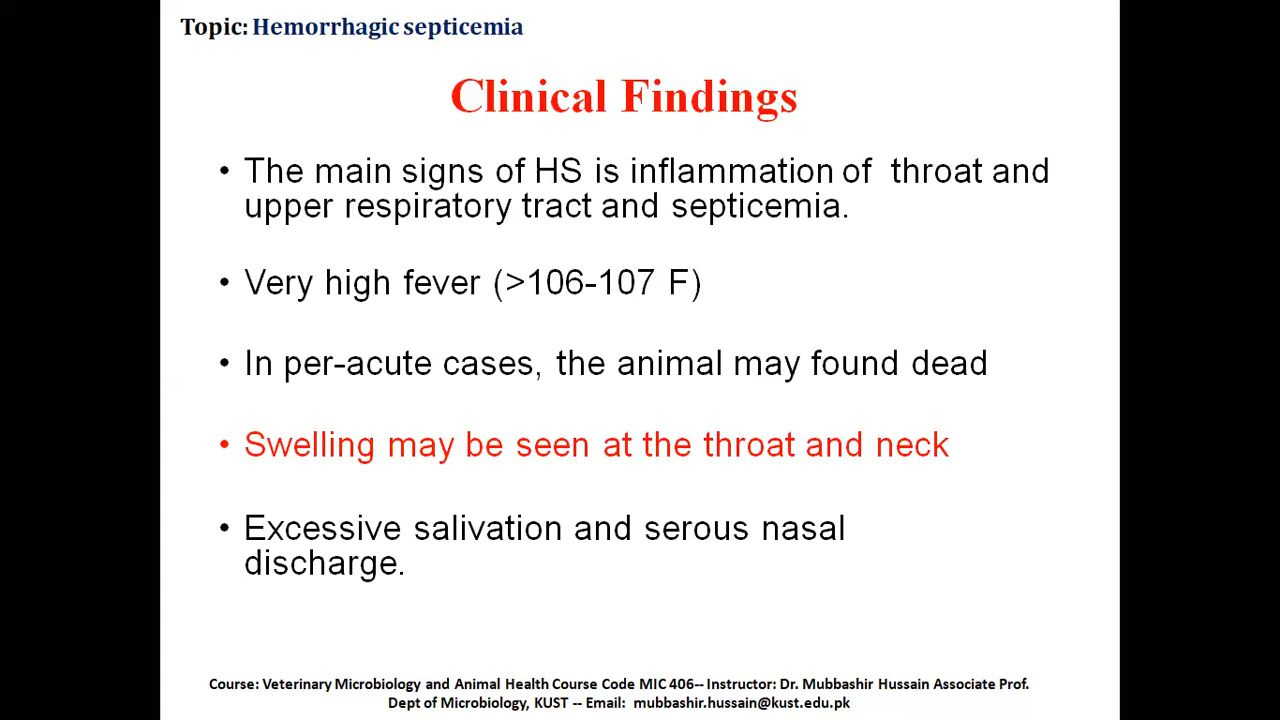 Topic: Hemorrhagic septicemia
Clinical Findings
• The main signs of HS is inflammation of throat and
upper respiratory tract and septicemia.
• Very high fever (>106-107 F)
• In per-acute cases, the animal may found dead
• Swelling may be seen at the throat and neck
• Excessive salivation and serous nasal
discharge.
Course: Veterinary Microbiology and Animal Health Course Code MIC 406-- Instructor: Dr. Mubbashir Hussain Associate Prof.
Dept of Microbiology, KUST -- Email: mubbashir.hussain@kust.edu.pk